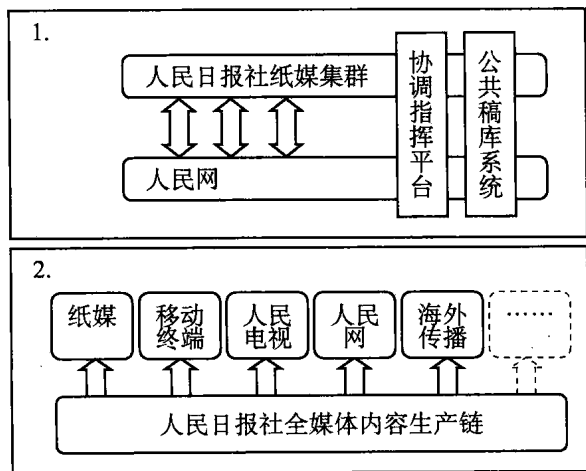 1.
人民日报社纸媒集群
人民网
协调指挥平台
公共稿库系统
2.
纸媒
移动
终端
人民
电视
人民
网
海外
传播
……
人民日报社全媒体内容生产链